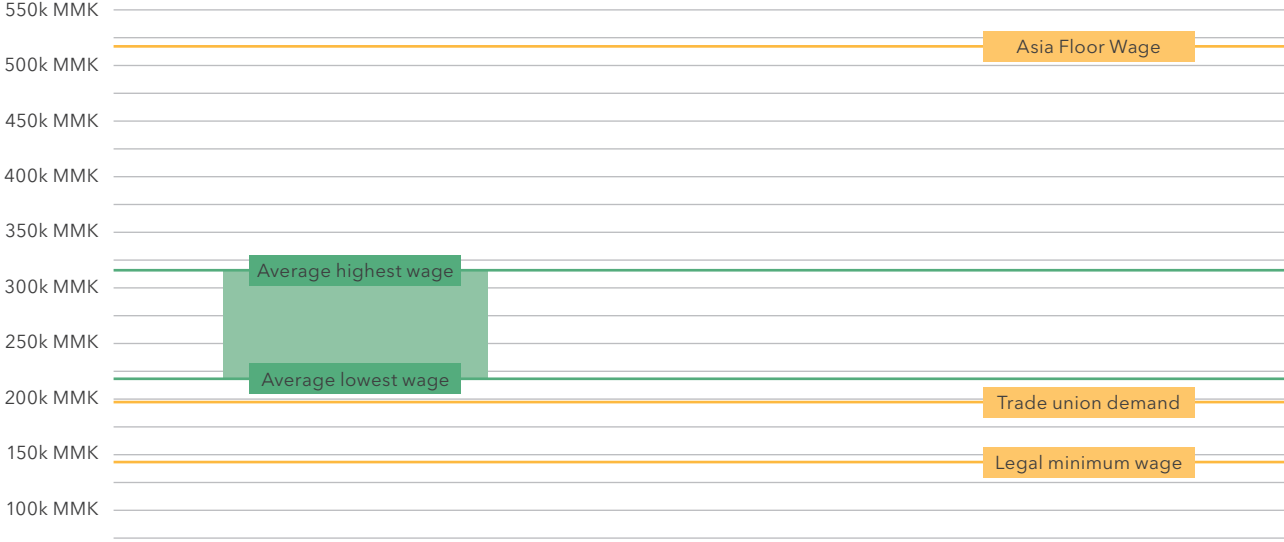 550k MMK
Asia Floor Wage
500k MMK
450k MMK
400k MMK
350k MMK
Average highest wage
300k MMK
250k MMK
Average lowest wage
200k MMK
Trade union demand
150k MMK
Legal minimum wage
100k MMK